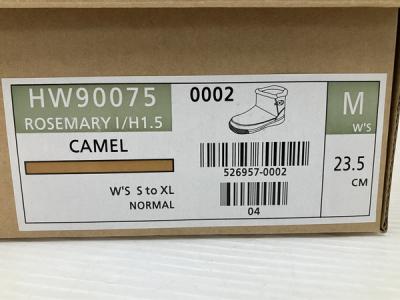 HW90075
ROSEMARY I/H1.5
0002
M
W'S
CAMEL
526957-0002
23.5
CM
W'S S to XL
NORMAL
04